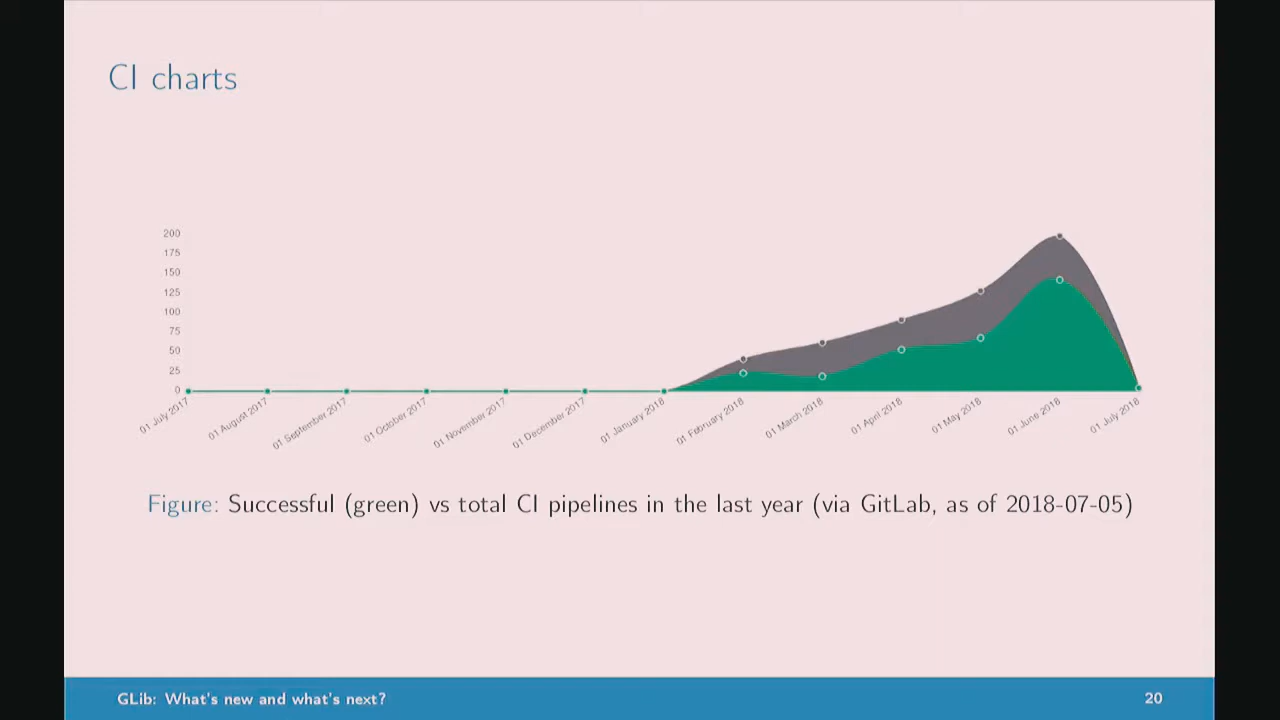 CI charts
200
175
150
125
100
75
50
25
0
01 July 2017
01 August 2017
01 September 2017
01 October 2017
01 November 2017
01 December 2017
01 January 2018
01 February 2018
01 March 2018
01 April 2018
01 May 2018
01 June 2018
01 July 2018
Figure: Successful (green) vs total CI pipelines in the last year (via GitLab, as of 2018-07-05)
GLib: What's new and what's next?
20